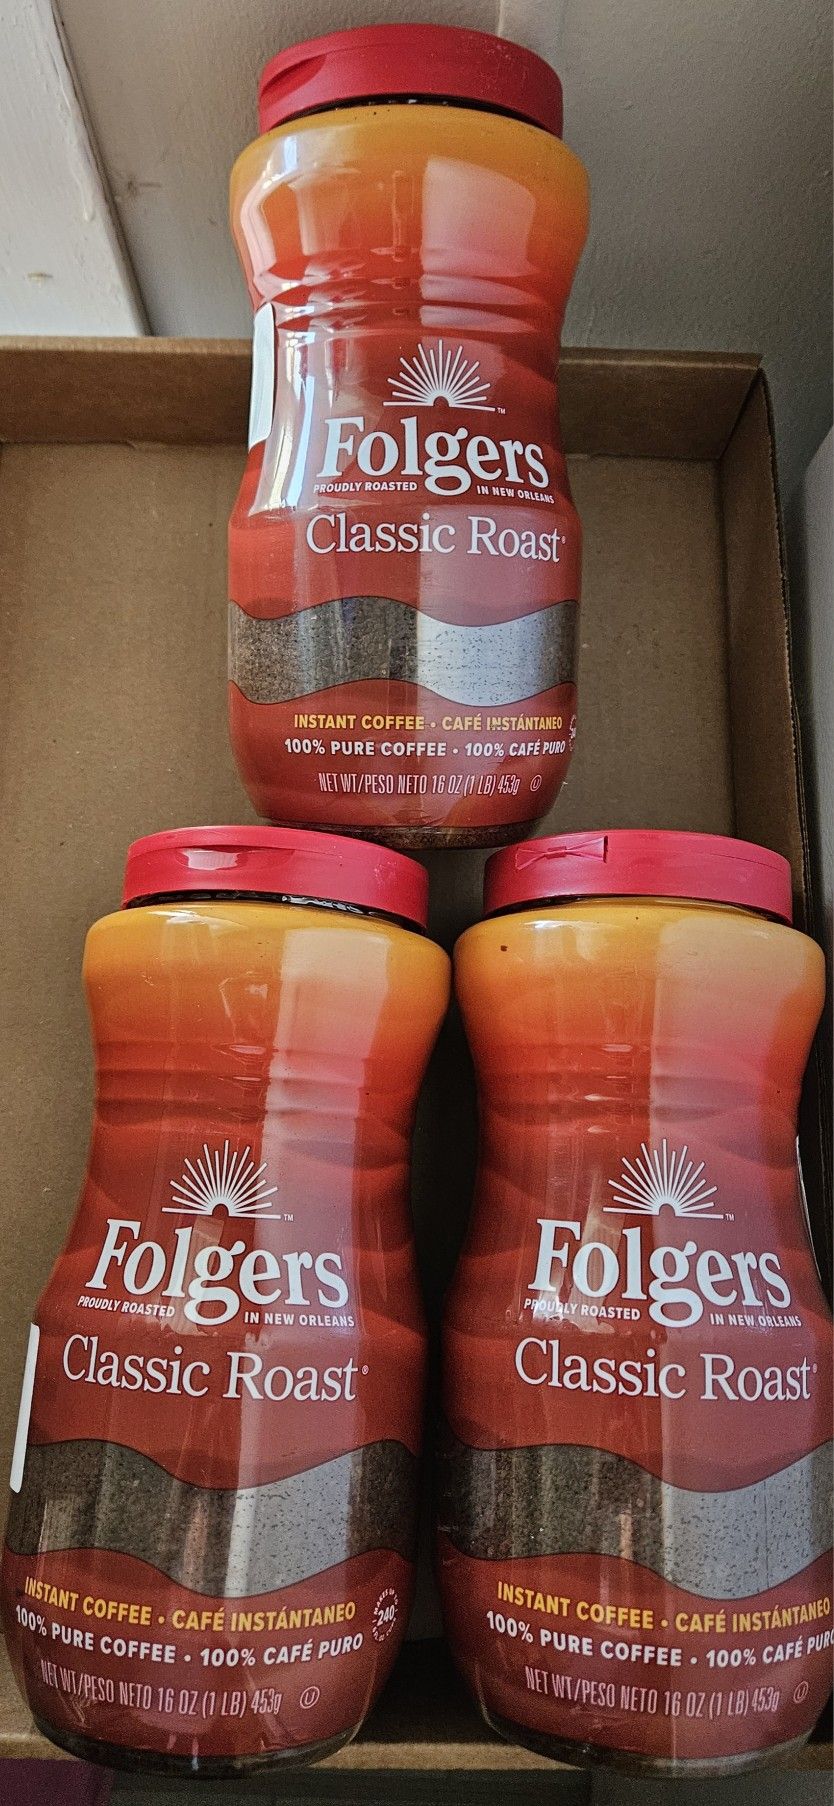 Folgers™
PROUDLY ROASTED IN NEW ORLEANS
Classic Roast®
INSTANT COFFEE • CAFÉ INSTÁNTANEO
100% PURE COFFEE • 100% CAFÉ PURO
NET WT/PESO NETO 16 OZ (1 LB) 453g U
Folgers™
PROUDLY ROASTED IN NEW ORLEANS
Classic Roast®
INSTANT COFFEE • CAFÉ INSTÁNTANEO
240
100% PURE COFFEE • 100% CAFÉ PURO
NET WT/PESO NETO 16 OZ (1 LB) 453g U
Folgers™
PROUDLY ROASTED IN NEW ORLEANS
Classic Roast®
INSTANT COFFEE • CAFÉ INSTÁNTANEO
100% PURE COFFEE • 100% CAFÉ PURO
NET WT/PESO NETO 16 OZ (1 LB) 453g U